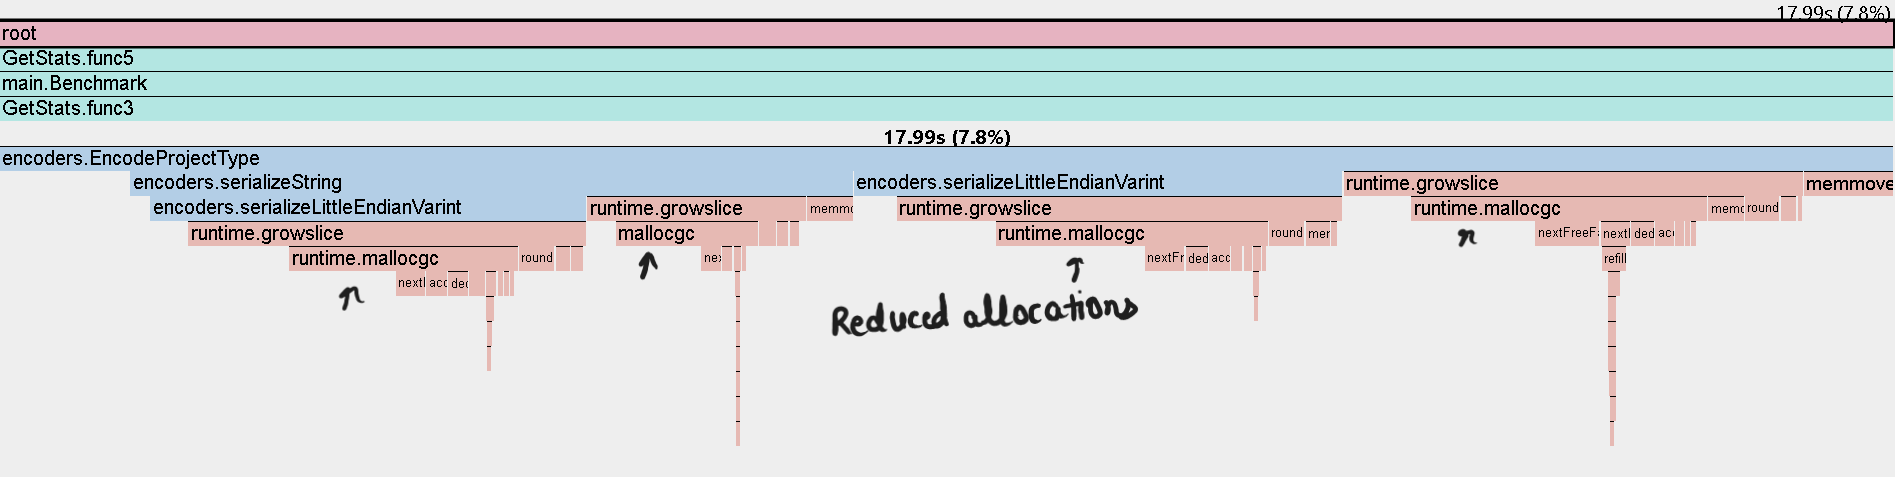 17.99s (7.8%)
root
GetStats.func5
main.Benchmark
GetStats.func3
17.99s (7.8%)
encoders.EncodeProjectType
encoders.serializeString encoders.serializeLittleEndianVarint runtime.growslice memmove
encoders.serializeLittleEndianVarint runtime.growslice memmo runtime.growslice runtime.mallocgc memo round
runtime.growslice mallocgc runtime.mallocgc round mer nextFreeF nextl ded acc
runtime.mallocgc round nex nextFr ded acc refill
nextl acc dec
Reduced allocations